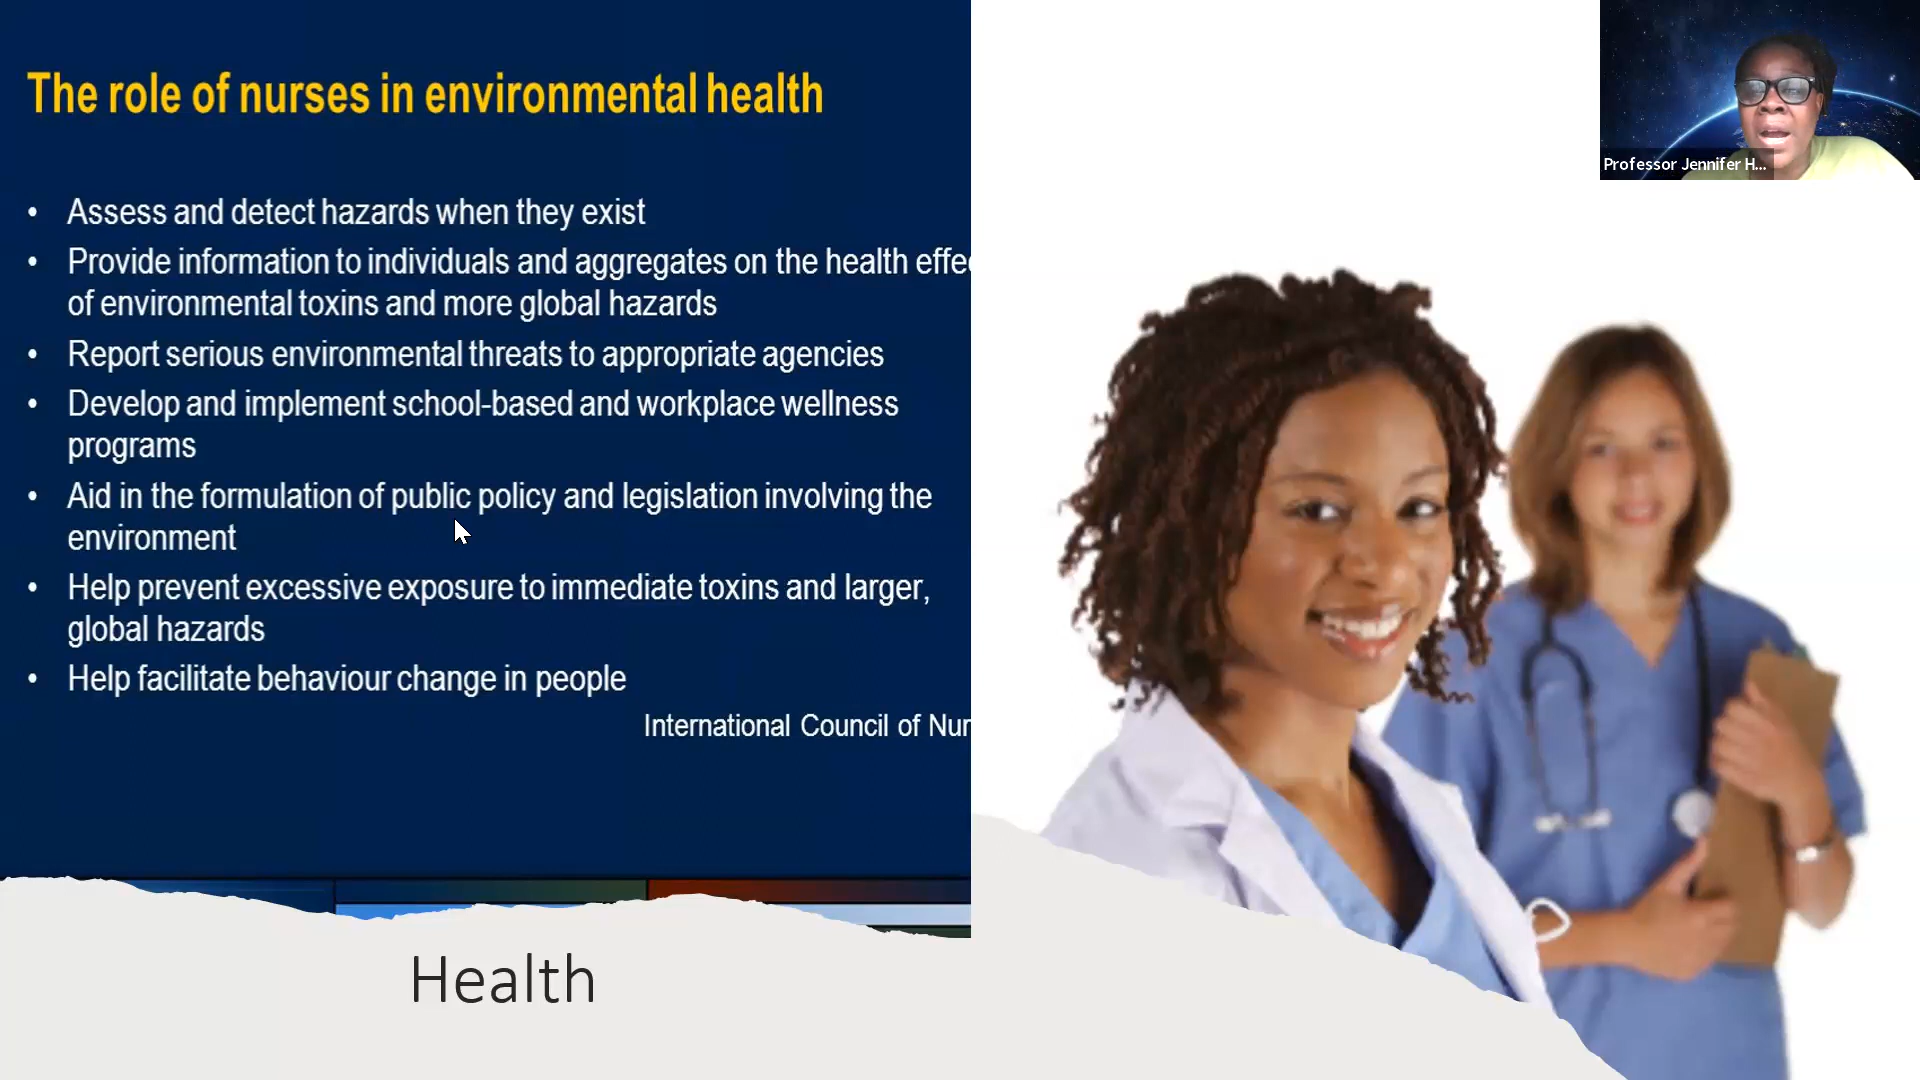 The role of nurses in environmental health
• Assess and detect hazards when they exist
• Provide information to individuals and aggregates on the health effe
of environmental toxins and more global hazards
• Report serious environmental threats to appropriate agencies
• Develop and implement school-based and workplace wellness
programs
• Aid in the formulation of public policy and legislation involving the
environment
• Help prevent excessive exposure to immediate toxins and larger,
global hazards
• Help facilitate behaviour change in people
International Council of Nur
Health
Professor Jennifer H...